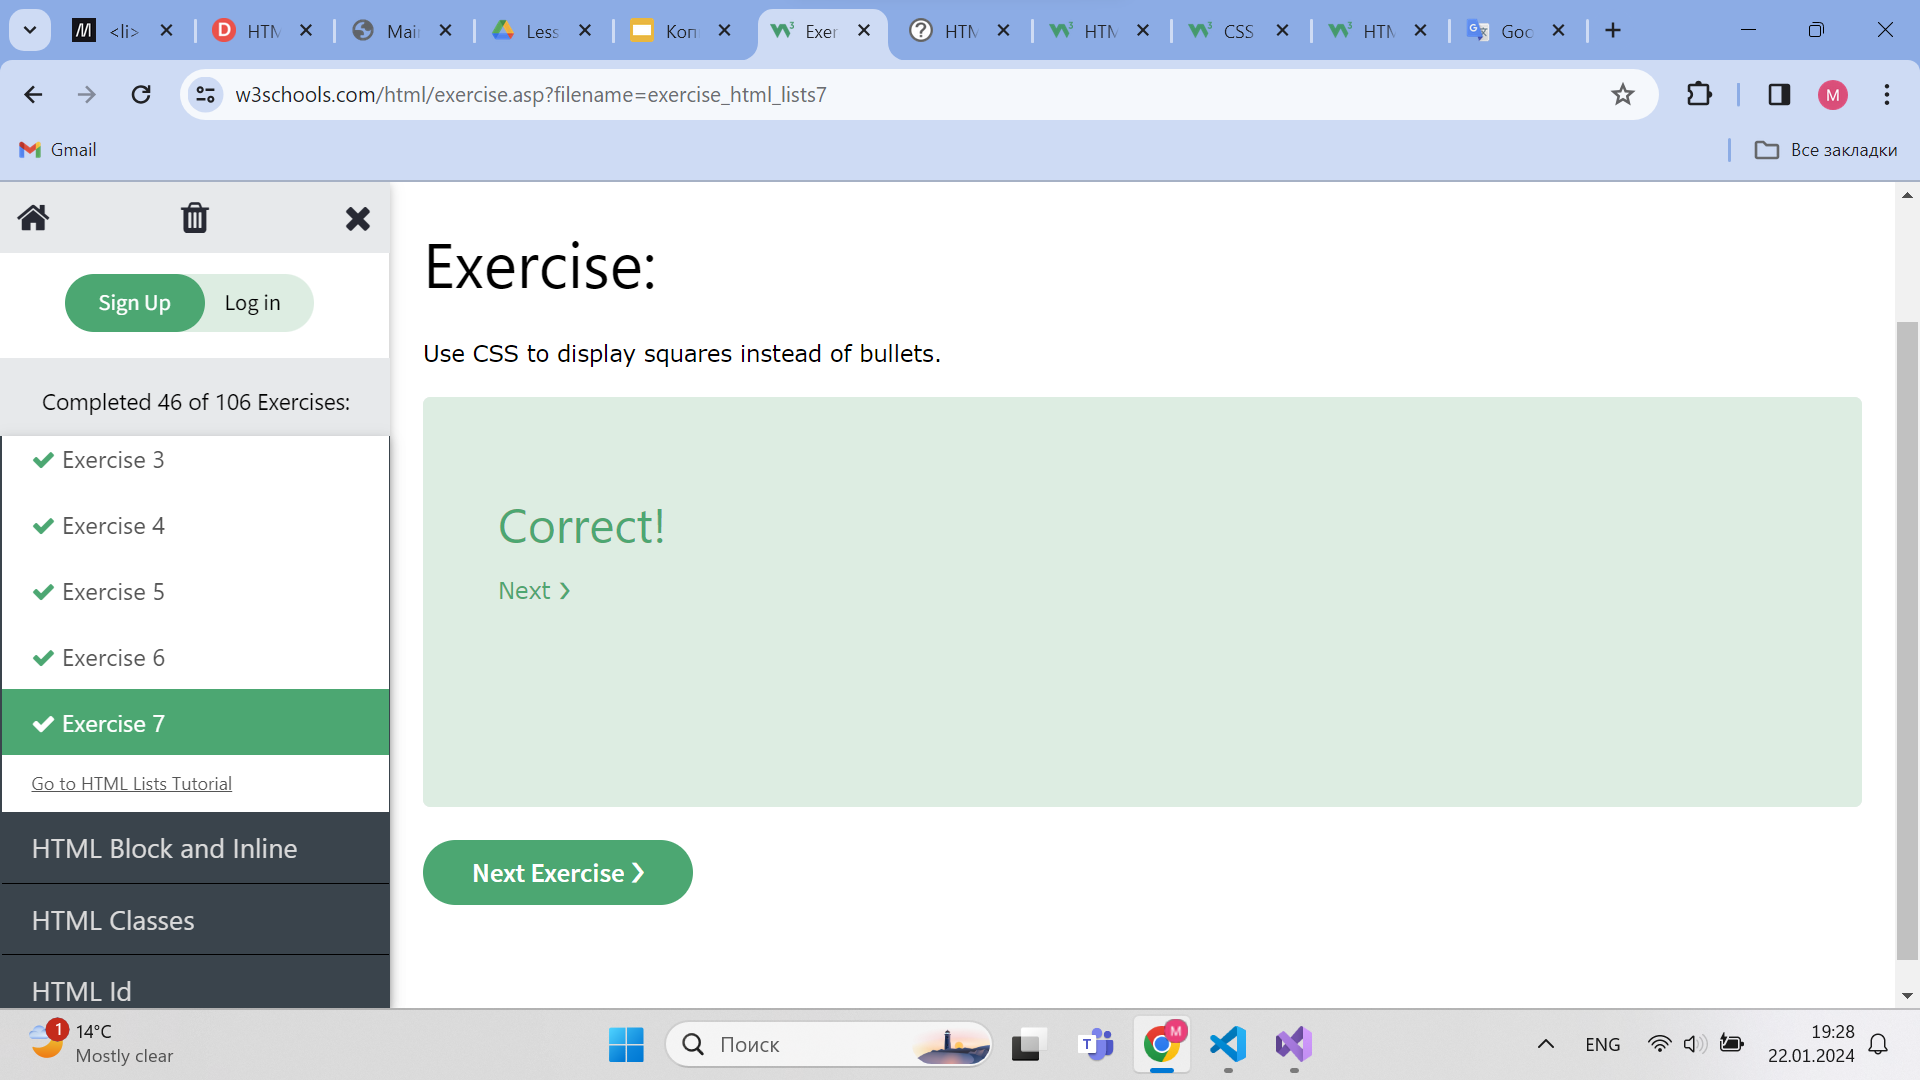 <li>
HTM
Mai
Less
Коп
Exer
HTM
HTM
CSS
HTM
Goo
w3schools.com/html/exercise.asp?filename=exercise_html_lists7
M
Gmail
Все закладки
Sign Up
Log in
Completed 46 of 106 Exercises:
Exercise 3
Exercise 4
Exercise 5
Exercise 6
Exercise 7
Go to HTML Lists Tutorial
HTML Block and Inline
HTML Classes
HTML Id
Exercise:
Use CSS to display squares instead of bullets.
Correct!
Next ❯
Next Exercise ❯
1
14°C
Mostly clear
Поиск
M
ENG
19:28
22.01.2024